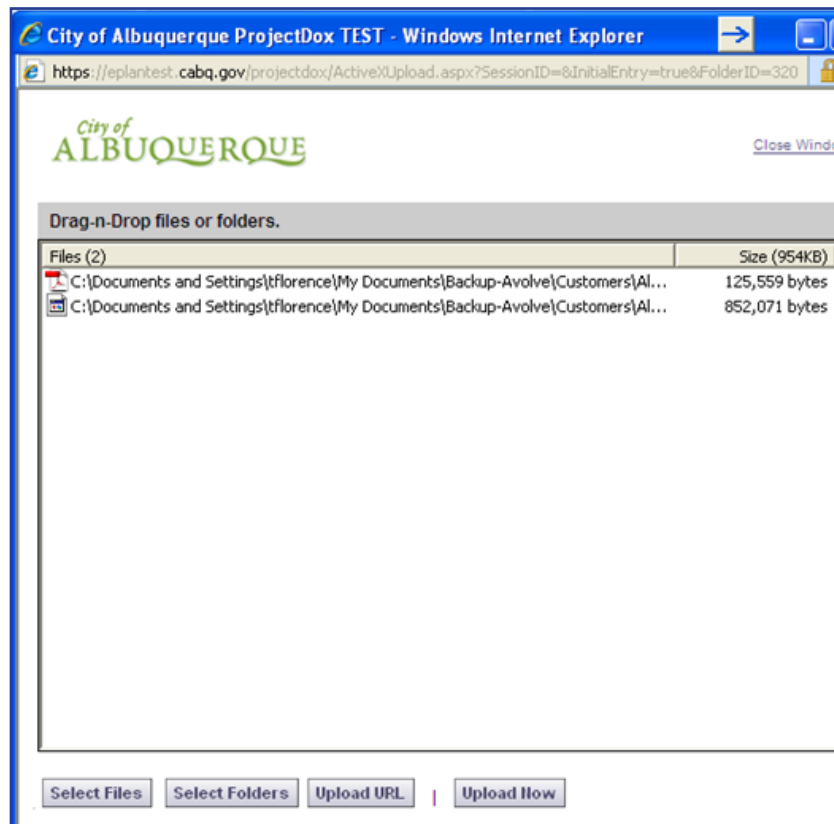 City of Albuquerque ProjectDox TEST - Windows Internet Explorer
https://eplantest.cabq.gov/projectdox/ActiveXUpload.aspx?SessionID=&InitialEntry=true&FolderID=320
City of
ALBUQUERQUE
Close Windo
Drag-n-Drop files or folders.
Files (2) Size (954KB)
C:\Documents and Settings\tflorence\My Documents\Backup-Avolve\Customers\Al... 125,559 bytes
C:\Documents and Settings\tflorence\My Documents\Backup-Avolve\Customers\Al... 852,071 bytes
Select Files Select Folders Upload URL | Upload Now